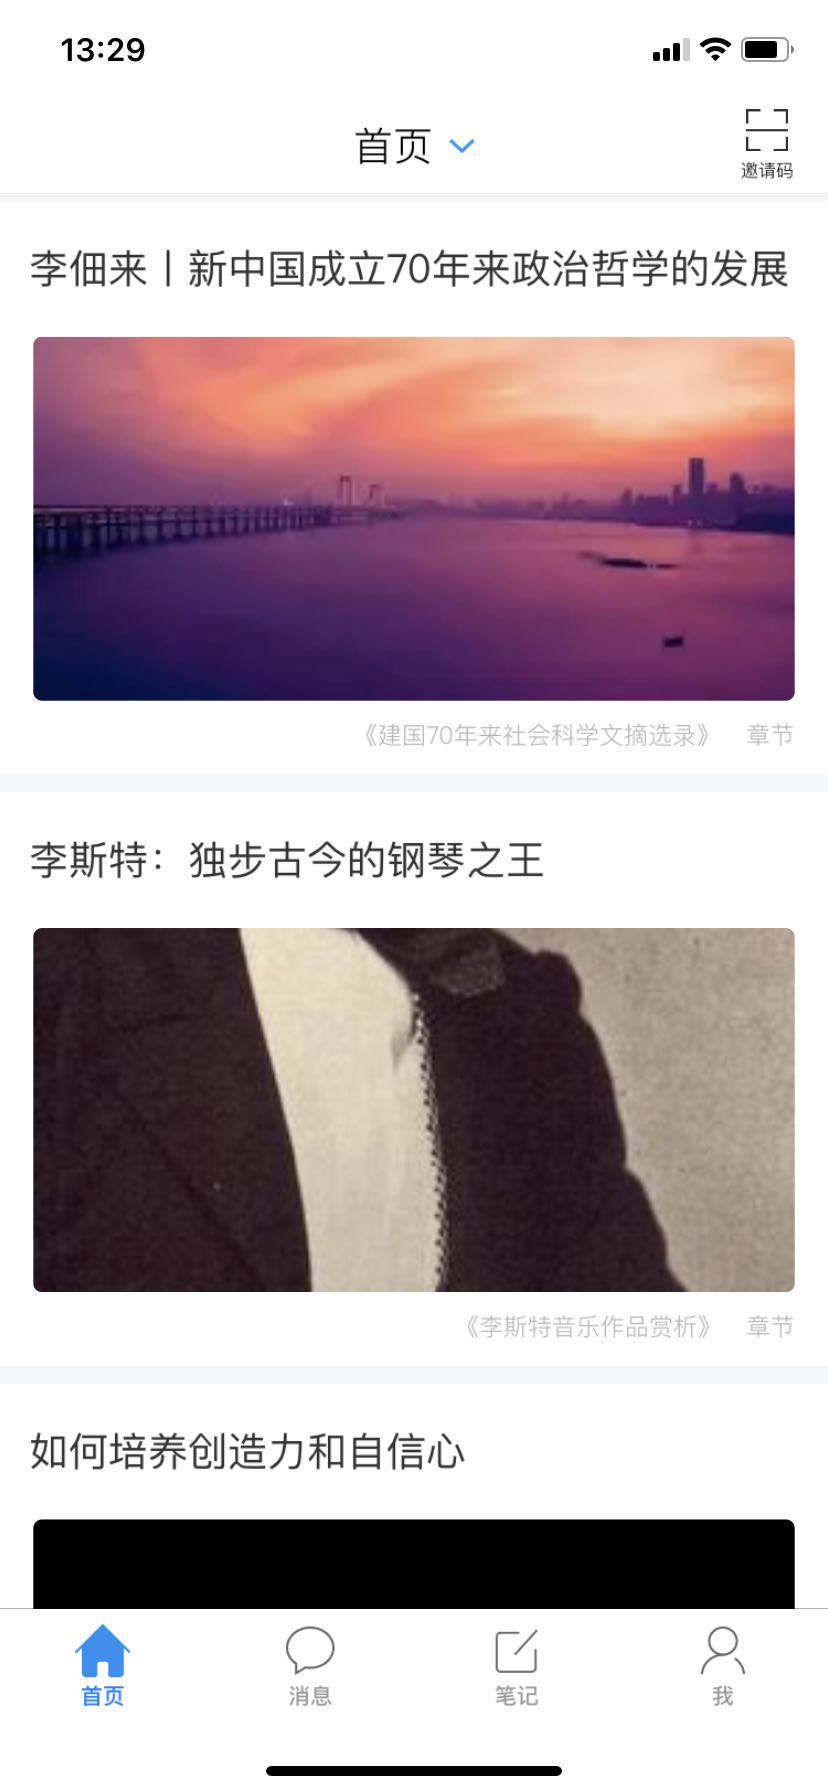 13:29
首页
邀请码
李佃来丨新中国成立70年来政治哲学的发展
《建国70年来社会科学文摘选录》 章节
李斯特：独步古今的钢琴之王
《李斯特音乐作品赏析》 章节
如何培养创造力和自信心
首页 消息 笔记 我